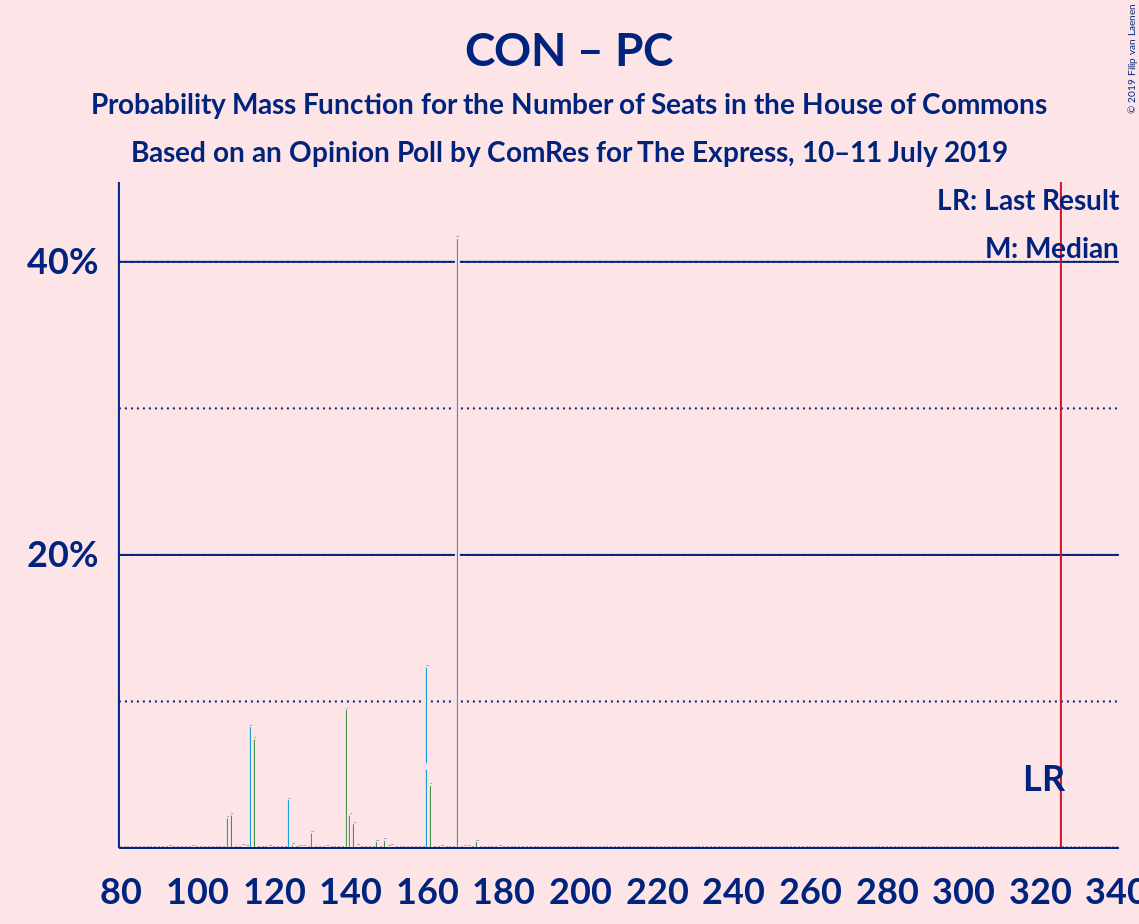 CON – PC
Probability Mass Function for the Number of Seats in the House of Commons
Based on an Opinion Poll by ComRes for The Express, 10–11 July 2019
© 2019 Filip van Laenen
LR: Last Result
M: Median
40%
20%
LR
80 100 120 140 160 180 200 220 240 260 280 300 320 340